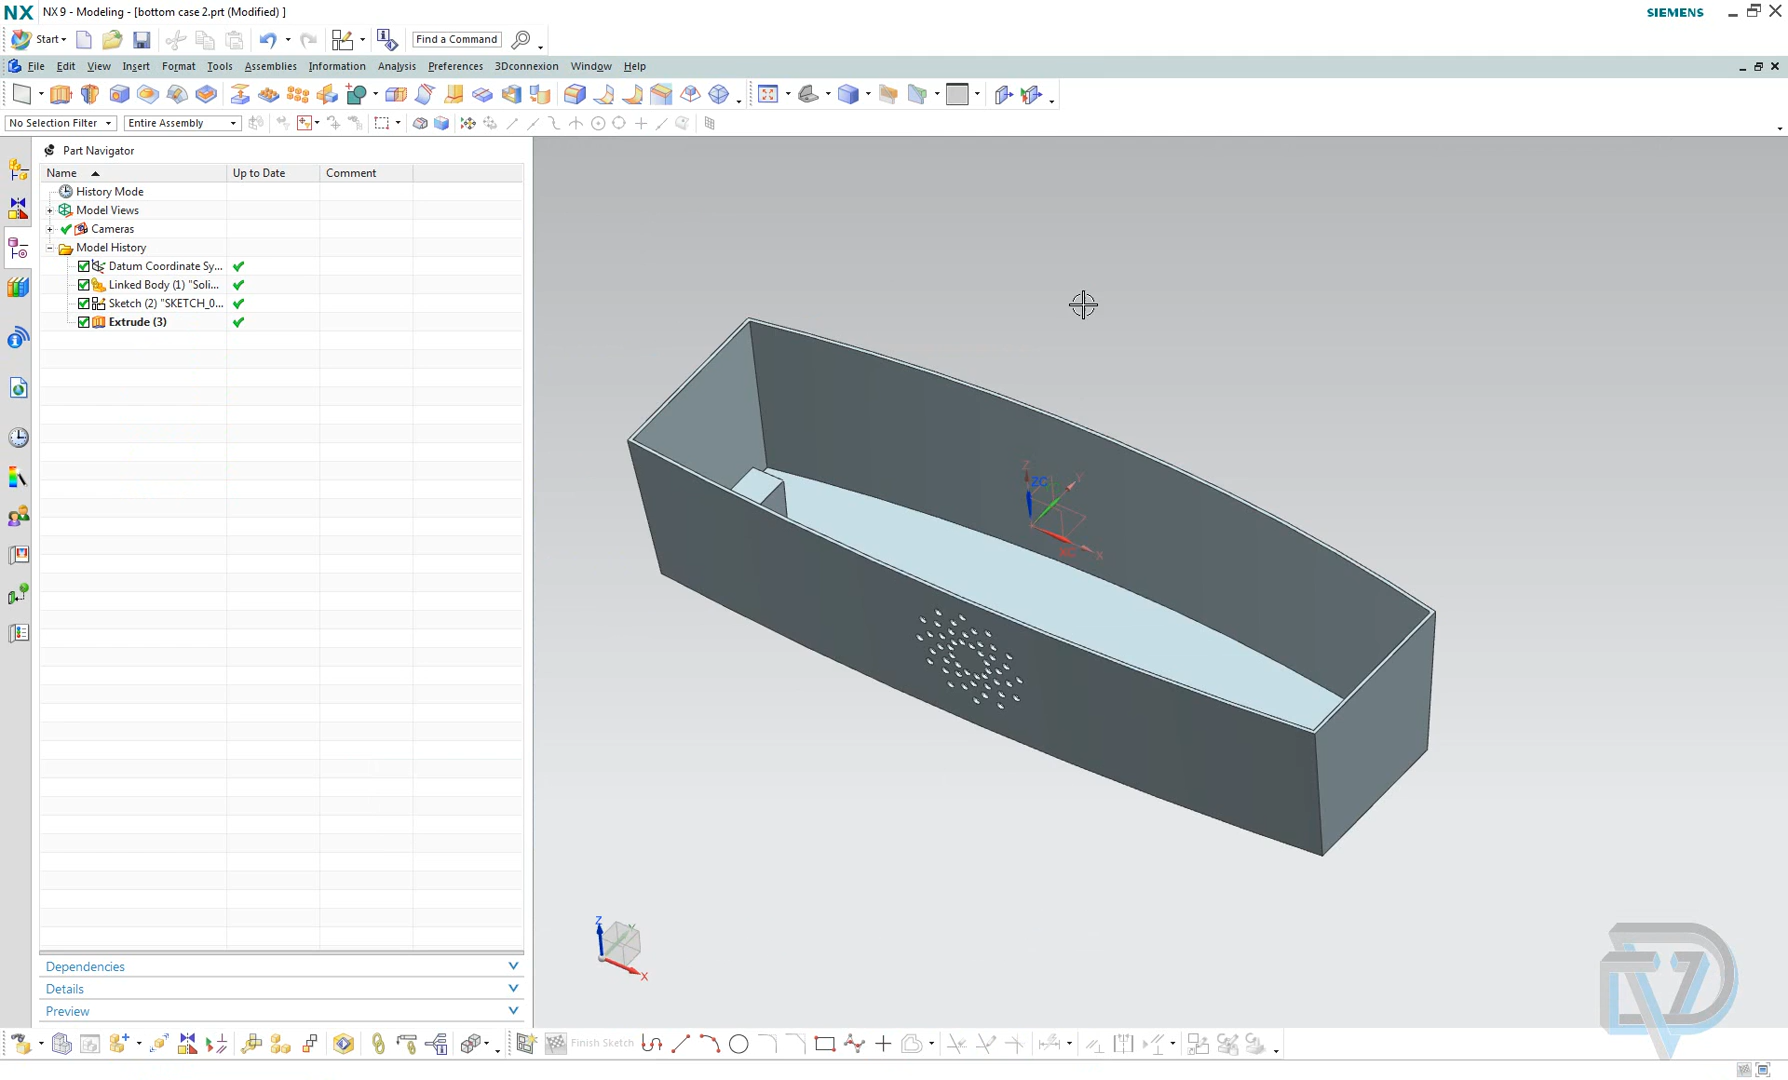 NX NX 9 - Modeling - [bottom case 2.prt (Modified) ] SIEMENS
Start Find a Command
File Edit View Insert Format Tools Assemblies Information Analysis Preferences 3Dconnexion Window Help
No Selection Filter Entire Assembly
Part Navigator
Name Up to Date Comment
History Mode
Model Views
Cameras
Model History
Datum Coordinate Sy...
Linked Body (1) "Soli...
Sketch (2) "SKETCH_0...
Extrude (3)
Z
ZC
Y
XC
X
Z
Y
X
Dependencies
Details
Preview
Finish Sketch